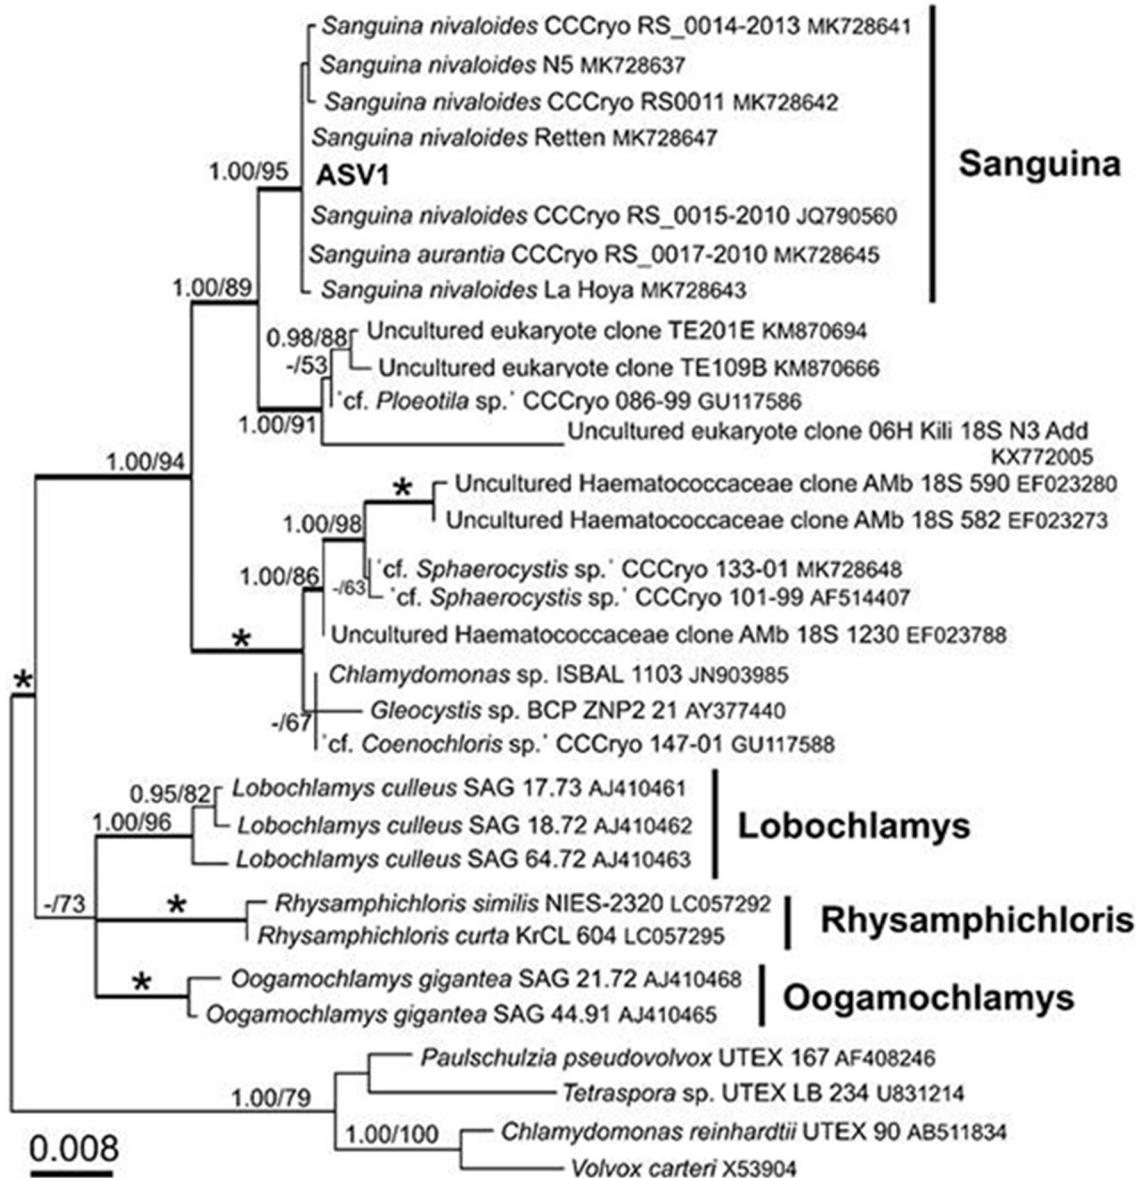 Sanguina nivaloides CCCryo RS_0014-2013 MK728641
Sanguina nivaloides N5 MK728637
Sanguina nivaloides CCCryo RS0011 MK728642
Sanguina nivaloides Retten MK728647
Sanguina
1.00/95
ASV1
Sanguina nivaloides CCCryo RS_0015-2010 JQ790560
Sanguina aurantia CCCryo RS_0017-2010 MK728645
1.00/89
Sanguina nivaloides La Hoya MK728643
0.98/88
Uncultured eukaryote clone TE201E KM870694
-/53
Uncultured eukaryote clone TE109B KM870666
'cf. Ploeotila sp.' CCCryo 086-99 GU117586
1.00/91
Uncultured eukaryote clone 06H Kili 18S N3 Add
KX772005
1.00/94
*
Uncultured Haematococcaceae clone AMb 18S 590 EF023280
1.00/98
Uncultured Haematococcaceae clone AMb 18S 582 EF023273
1.00/86
'cf. Sphaerocystis sp.' CCCryo 133-01 MK728648
-/63
'cf. Sphaerocystis sp.' CCCryo 101-99 AF514407
*
Uncultured Haematococcaceae clone AMb 18S 1230 EF023788
*
Chlamydomonas sp. ISBAL 1103 JN903985
-/67
Gleocystis sp. BCP ZNP2 21 AY377440
'cf. Coenochloris sp.' CCCryo 147-01 GU117588
0.95/82
Lobochlamys culleus SAG 17.73 AJ410461
1.00/96
Lobochlamys culleus SAG 18.72 AJ410462
Lobochlamys
Lobochlamys culleus SAG 64.72 AJ410463
-/73
*
Rhysamphichloris similis NIES-2320 LC057292
Rhysamphichloris
Rhysamphichloris curta KrCL 604 LC057295
*
Oogamochlamys gigantea SAG 21.72 AJ410468
Oogamochlamys
Oogamochlamys gigantea SAG 44.91 AJ410465
Paulschulzia pseudovolvox UTEX 167 AF408246
1.00/79
Tetraspora sp. UTEX LB 234 U831214
1.00/100
Chlamydomonas reinhardtii UTEX 90 AB511834
0.008
Volvox carteri X53904